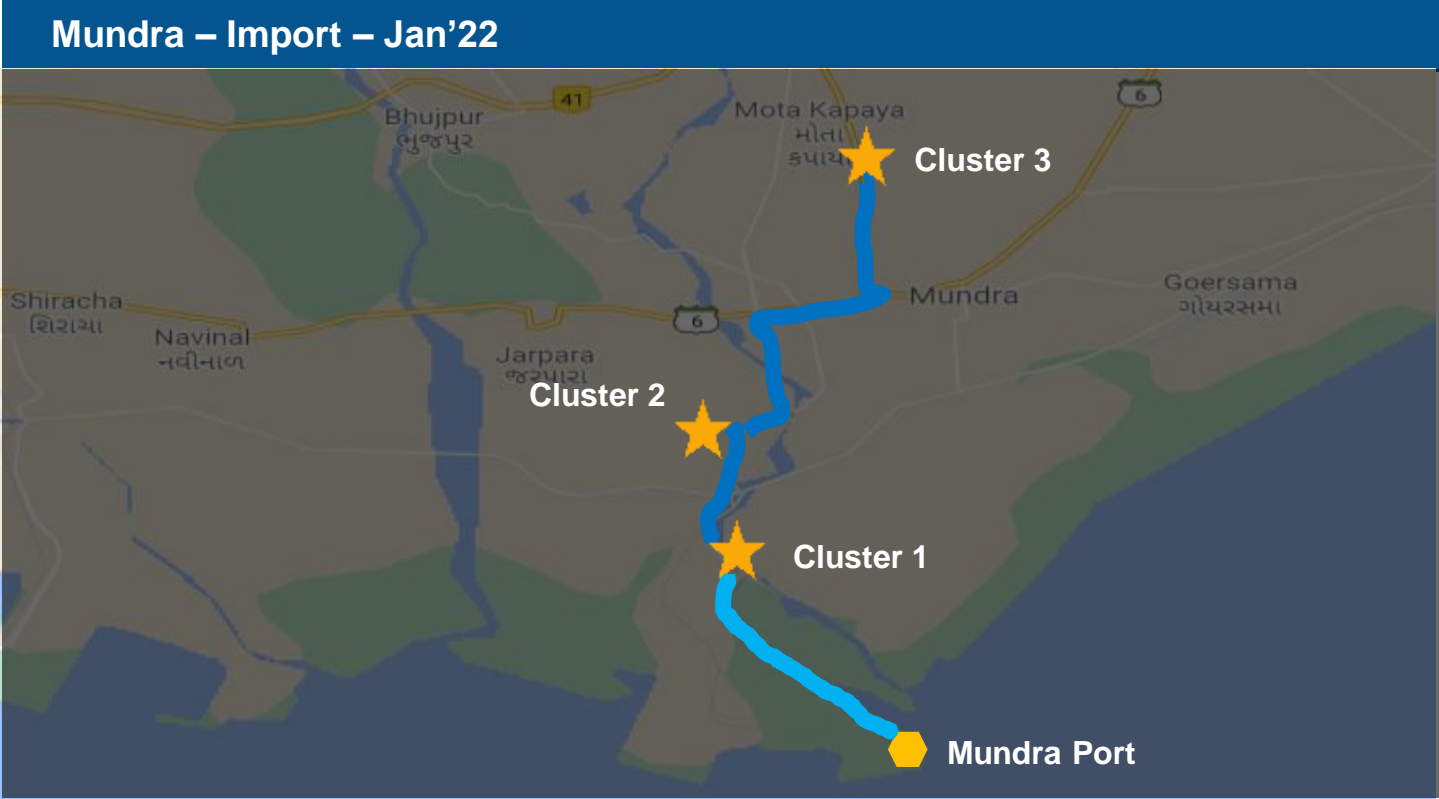 Mundra – Import – Jan’22
41
6
Bhujpur
ભુજપુર
Mota Kapaya
મોતા
કપાયા
Cluster 3
Shiracha
શિરાચા
Navinal
નવીનાળ
6
Mundra
Goersama
ગોયરસમા
Jarpara
જરપારા
Cluster 2
Cluster 1
Mundra Port